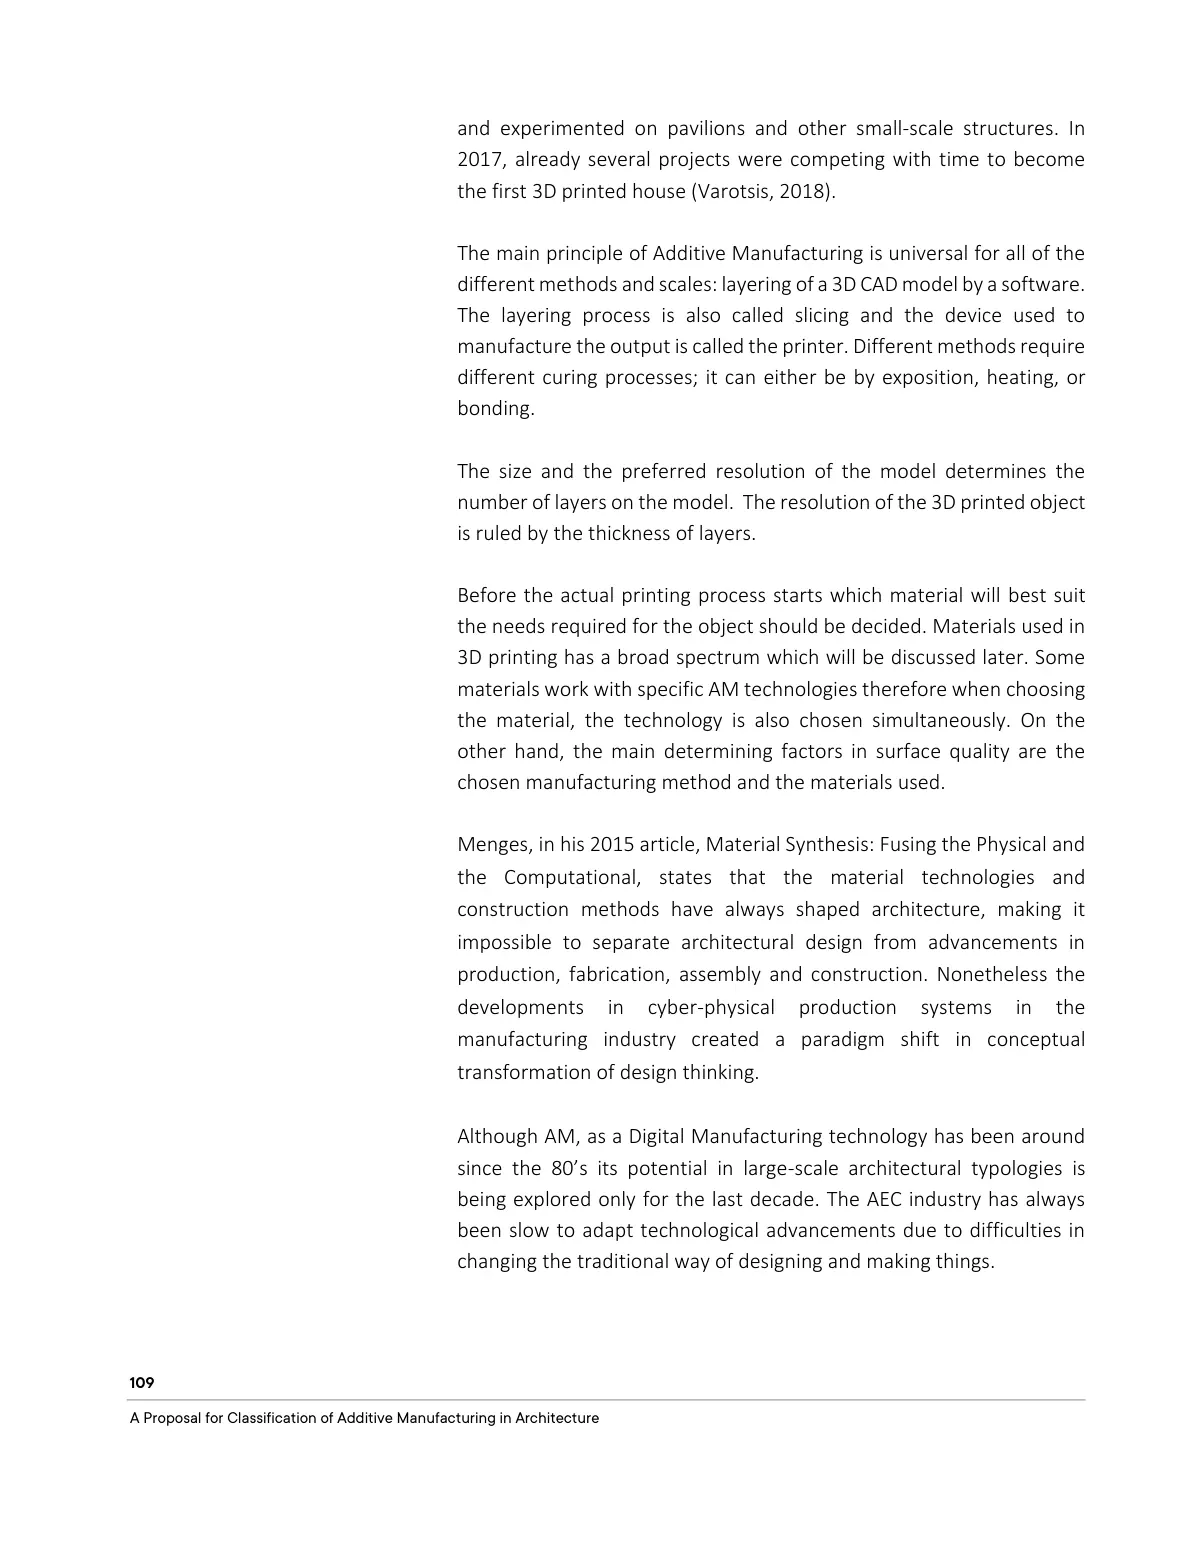 and experimented on pavilions and other small-scale structures. In
2017, already several projects were competing with time to become
the first 3D printed house (Varotsis, 2018).
The main principle of Additive Manufacturing is universal for all of the
different methods and scales: layering of a 3D CAD model by a software.
The layering process is also called slicing and the device used to
manufacture the output is called the printer. Different methods require
different curing processes; it can either be by exposition, heating, or
bonding.
The size and the preferred resolution of the model determines the
number of layers on the model.  The resolution of the 3D printed object
is ruled by the thickness of layers.
Before the actual printing process starts which material will best suit
the needs required for the object should be decided. Materials used in
3D printing has a broad spectrum which will be discussed later. Some
materials work with specific AM technologies therefore when choosing
the material, the technology is also chosen simultaneously. On the
other hand, the main determining factors in surface quality are the
chosen manufacturing method and the materials used.
Menges, in his 2015 article, Material Synthesis: Fusing the Physical and
the Computational, states that the material technologies and
construction methods have always shaped architecture, making it
impossible to separate architectural design from advancements in
production, fabrication, assembly and construction. Nonetheless the
developments in cyber-physical production systems in the
manufacturing industry created a paradigm shift in conceptual
transformation of design thinking.
Although AM, as a Digital Manufacturing technology has been around
since the 80’s its potential in large-scale architectural typologies is
being explored only for the last decade. The AEC industry has always
been slow to adapt technological advancements due to difficulties in
changing the traditional way of designing and making things.
109
A Proposal for Classification of Additive Manufacturing in Architecture